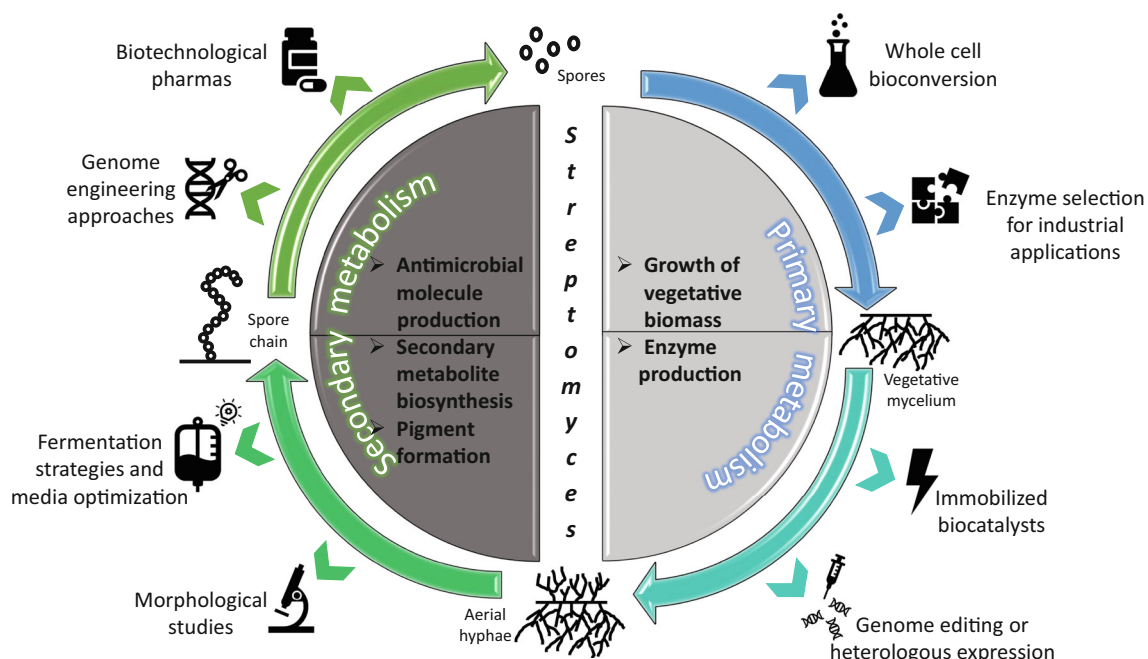 Biotechnological
pharmas
Spores
Whole cell
bioconversion
Genome
engineering
approaches
Enzyme selection
for industrial
applications
Streptomyces
Secondary metabolism
Primary metabolism
➢ Antimicrobial
molecule
production
➢ Secondary
metabolite
biosynthesis
➢ Pigment
formation
➢ Growth of
vegetative
biomass
➢ Enzyme
production
Spore
chain
Vegetative
mycelium
Fermentation
strategies and
media optimization
Immobilized
biocatalysts
Morphological
studies
Aerial
hyphae
Genome editing or
heterologous expression